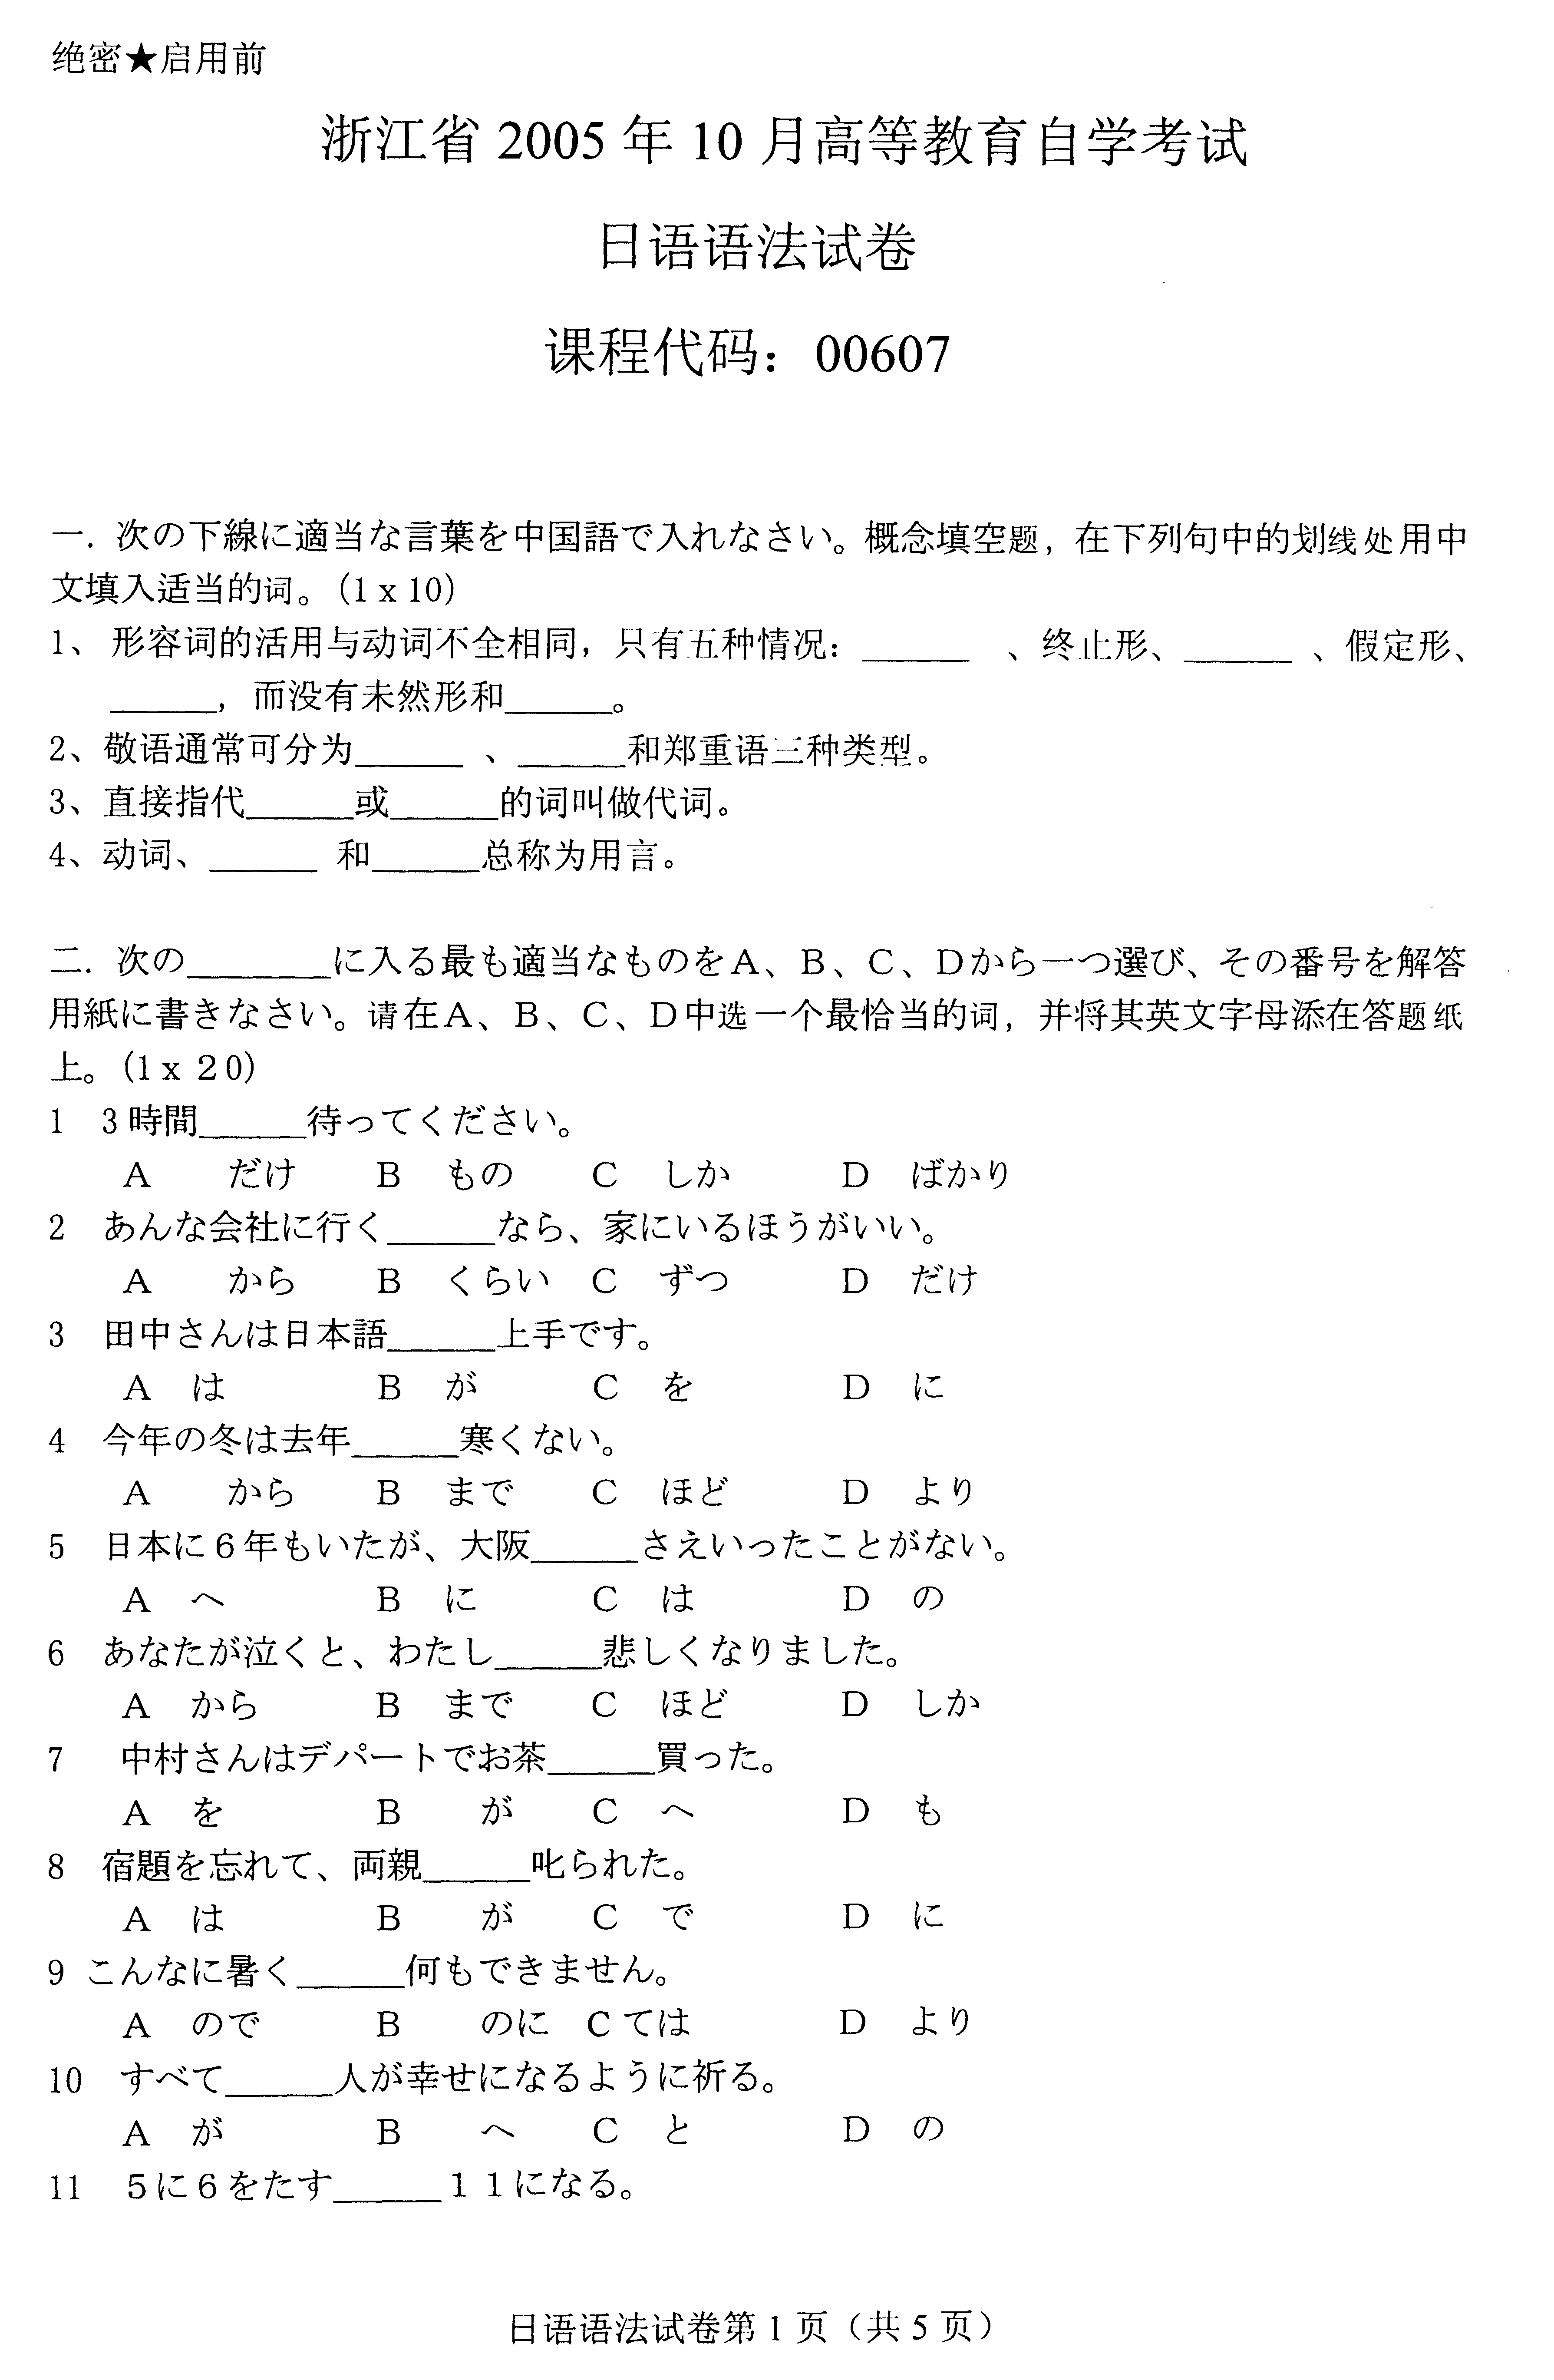 绝密★启用前
浙江省 2005 年 10 月高等教育自学考试
日语语法试卷
课程代码：00607
一. 次の下線に適当な言葉を中国語で入れなさい。概念填空题，在下列句中的划线处用中
文填入适当的词。(1 x 10)
1、 形容词的活用与动词不全相同，只有五种情况：______ 、终止形、______ 、假定形、
______，而没有未然形和______。
2、敬语通常可分为______ 、______和郑重语三种类型。
3、直接指代______或______的词叫做代词。
4、动词、______ 和______总称为用言。
二. 次の________に入る最も適当なものをA、B、C、Dから一つ選び、その番号を解答
用紙に書きなさい。请在A、B、C、D中选一个最恰当的词，并将其英文字母添在答题纸
上。(1 x ２0)
1 3時間______待ってください。
A だけ B もの C しか D ばかり
2 あんな会社に行く______なら、家にいるほうがいい。
A から B くらい C ずつ D だけ
3 田中さんは日本語______上手です。
A は B が C を D に
4 今年の冬は去年______寒くない。
A から B まで C ほど D より
5 日本に６年もいたが、大阪______さえいったことがない。
A へ B に C は D の
6 あなたが泣くと、わたし______悲しくなりました。
A から B まで C ほど D しか
7 中村さんはデパートでお茶______買った。
A を B が C へ D も
8 宿題を忘れて、両親______叱られた。
A は B が C で D に
9 こんなに暑く______何もできません。
A ので B のに C ては D より
10 すべて______人が幸せになるように祈る。
A が B へ C と D の
11 ５に６をたす______１１になる。
日语语法试卷第 1 页（共 5 页）